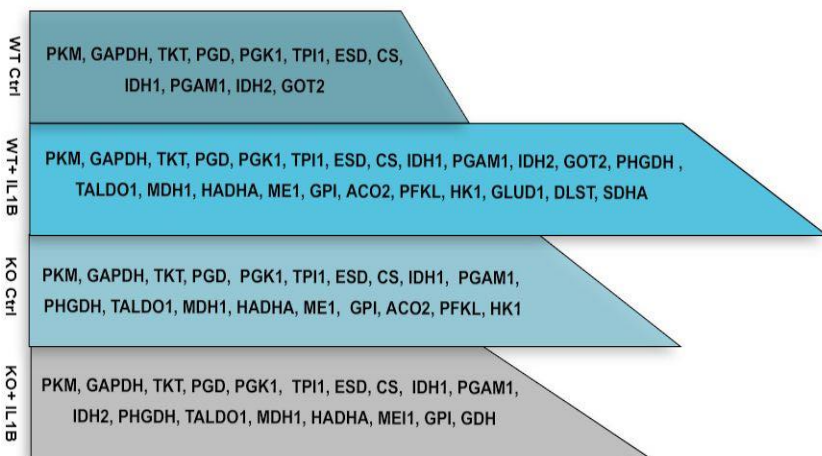 WT Ctrl
PKM, GAPDH, TKT, PGD, PGK1, TPI1, ESD, CS,
IDH1, PGAM1, IDH2, GOT2
WT+ IL1B
PKM, GAPDH, TKT, PGD, PGK1, TPI1, ESD, CS, IDH1, PGAM1, IDH2, GOT2, PHGDH ,
TALDO1, MDH1, HADHA, ME1, GPI, ACO2, PFKL, HK1, GLUD1, DLST, SDHA
KO Ctrl
PKM, GAPDH, TKT, PGD, PGK1, TPI1, ESD, CS, IDH1, PGAM1,
PHGDH, TALDO1, MDH1, HADHA, ME1, GPI, ACO2, PFKL, HK1
KO+ IL1B
PKM, GAPDH, TKT, PGD, PGK1, TPI1, ESD, CS, IDH1, PGAM1,
IDH2, PHGDH, TALDO1, MDH1, HADHA, MEI1, GPI, GDH